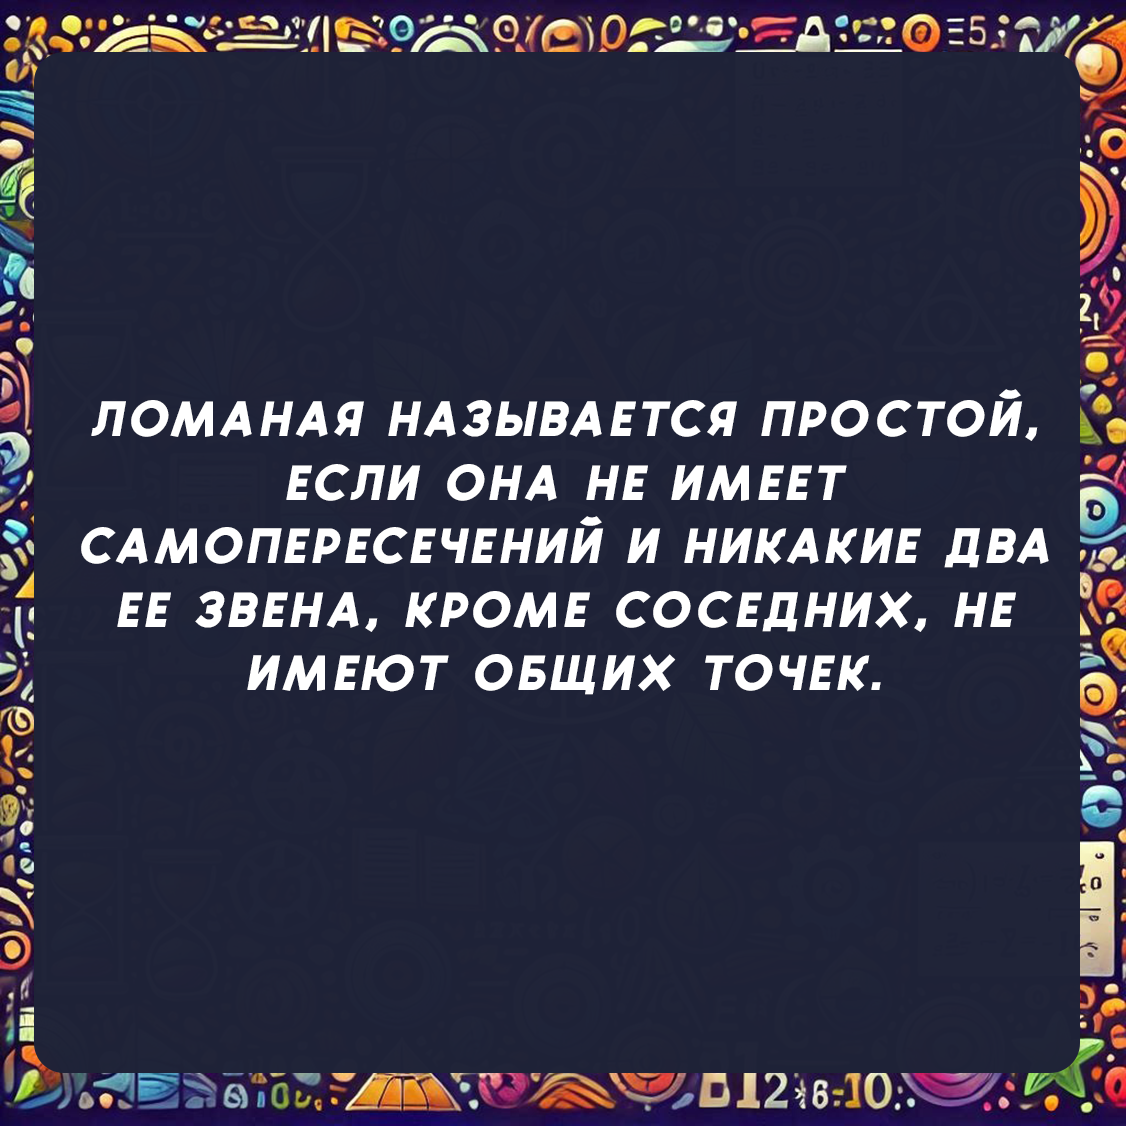 ЛОМАНАЯ НАЗЫВАЕТСЯ ПРОСТОЙ,
ЕСЛИ ОНА НЕ ИМЕЕТ
САМОПЕРЕСЕЧЕНИЙ И НИКАКИЕ ДВА
ЕЕ ЗВЕНА, КРОМЕ СОСЕДНИХ, НЕ
ИМЕЮТ ОБЩИХ ТОЧЕК.